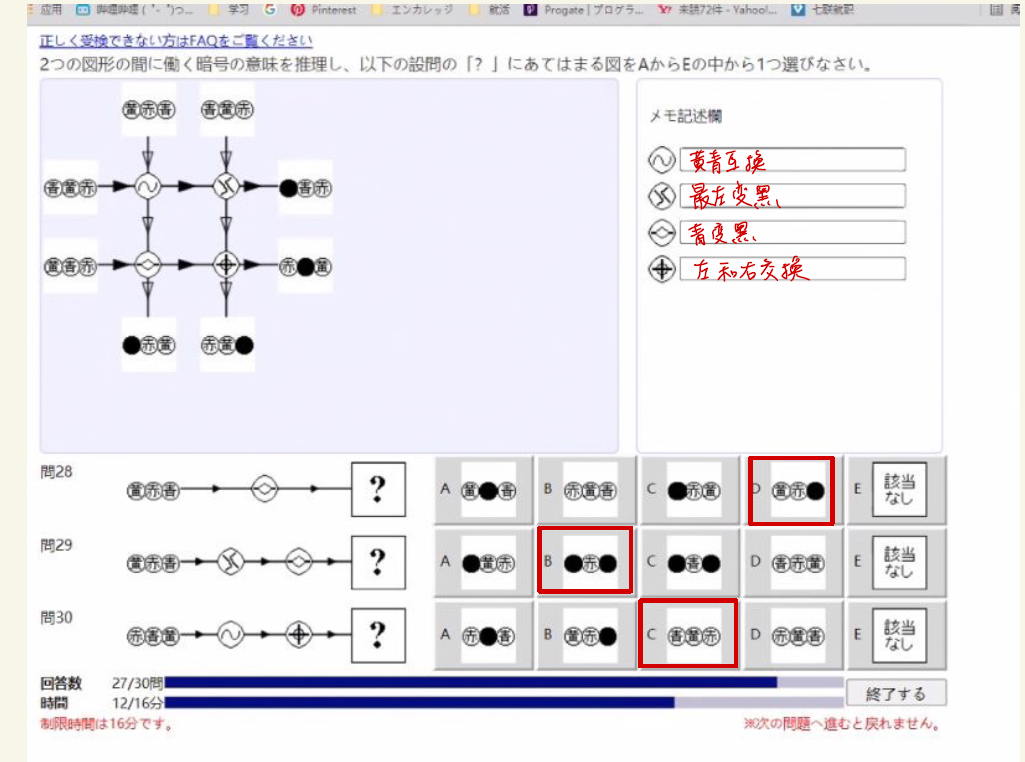 应用 哔哩哔哩 ( ゜- ゜)つ... 学习 Pinterest エンカレッジ 就活 Progate | プログラ... 未読72件 - Yahoo!... 七联就职
正しく受検できない方はFAQをご覧ください
2つの図形の間に働く暗号の意味を推理し、以下の設問の「?」にあてはまる図をAからEの中から1つ選びなさい。
黄赤青 青黄赤
メモ記述欄
黃青互換
青黄赤 青赤
最左变黑
青变黑
黄青赤 赤 黄
左和右交換
赤黄 赤黄
問28
黄赤青 ? A 黄 青 B 赤黄青 C 赤黄 D 黄赤 E 該当なし
問29
黄赤青 ? A 黄赤 B 赤 C 青 D 青赤黄 E 該当なし
問30
赤青黄 ? A 赤 青 B 黄赤 C 青黄赤 D 赤黄青 E 該当なし
回答数 27/30問
時間 12/16分 終了する
制限時間は16分です。 ※次の問題へ進むと戻れません。